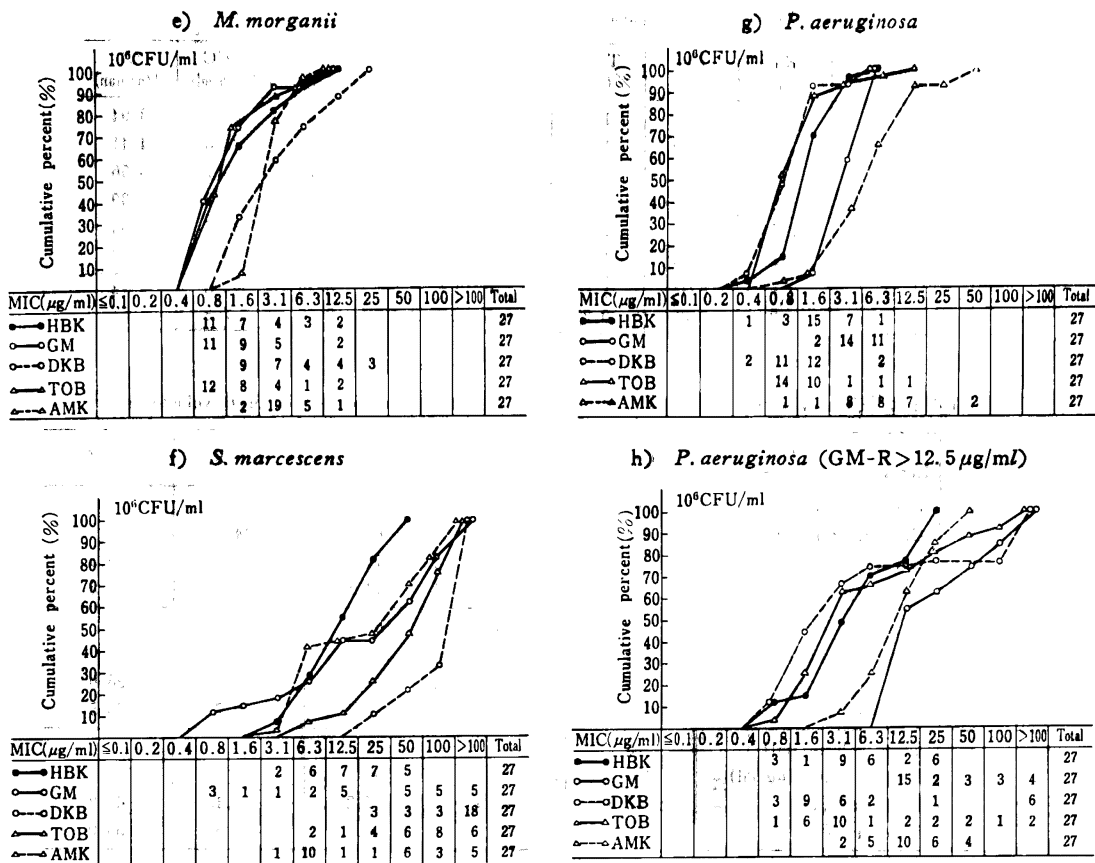 e) M. morganii
10⁶CFU/ml
Cumulative percent (%)
100
90
80
70
60
50
40
30
20
10
MIC(μg/ml) ≦0.1 0.2 0.4 0.8 1.6 3.1 6.3 12.5 25 50 100 >100 Total
HBK 11 7 4 3 2 27
GM 11 9 5 2 27
DKB 9 7 4 4 3 27
TOB 12 8 4 1 2 27
AMK 2 19 5 1 27
g) P. aeruginosa
10⁶CFU/ml
Cumulative percent (%)
100
90
80
70
60
50
40
30
20
10
MIC(μg/ml) ≦0.1 0.2 0.4 0.8 1.6 3.1 6.3 12.5 25 50 100 >100 Total
HBK 1 3 15 7 1 27
GM 2 14 11 27
DKB 2 11 12 2 27
TOB 14 10 1 1 1 27
AMK 1 1 8 8 7 2 27
f) S. marcescens
10⁶CFU/ml
Cumulative percent (%)
100
90
80
70
60
50
40
30
20
10
MIC(μg/ml) ≦0.1 0.2 0.4 0.8 1.6 3.1 6.3 12.5 25 50 100 >100 Total
HBK 2 6 7 7 5 27
GM 3 1 1 2 5 5 5 5 27
DKB 3 3 3 18 27
TOB 2 1 4 6 8 6 27
AMK 1 10 1 1 6 3 5 27
h) P. aeruginosa (GM-R>12.5μg/ml)
10⁶CFU/ml
Cumulative percent (%)
100
90
80
70
60
50
40
30
20
10
MIC(μg/ml) ≦0.1 0.2 0.4 0.8 1.6 3.1 6.3 12.5 25 50 100 >100 Total
HBK 3 1 9 6 2 6 27
GM 15 2 3 3 4 27
DKB 3 9 6 2 1 6 27
TOB 1 6 10 1 2 2 2 1 2 27
AMK 2 5 10 6 4 27